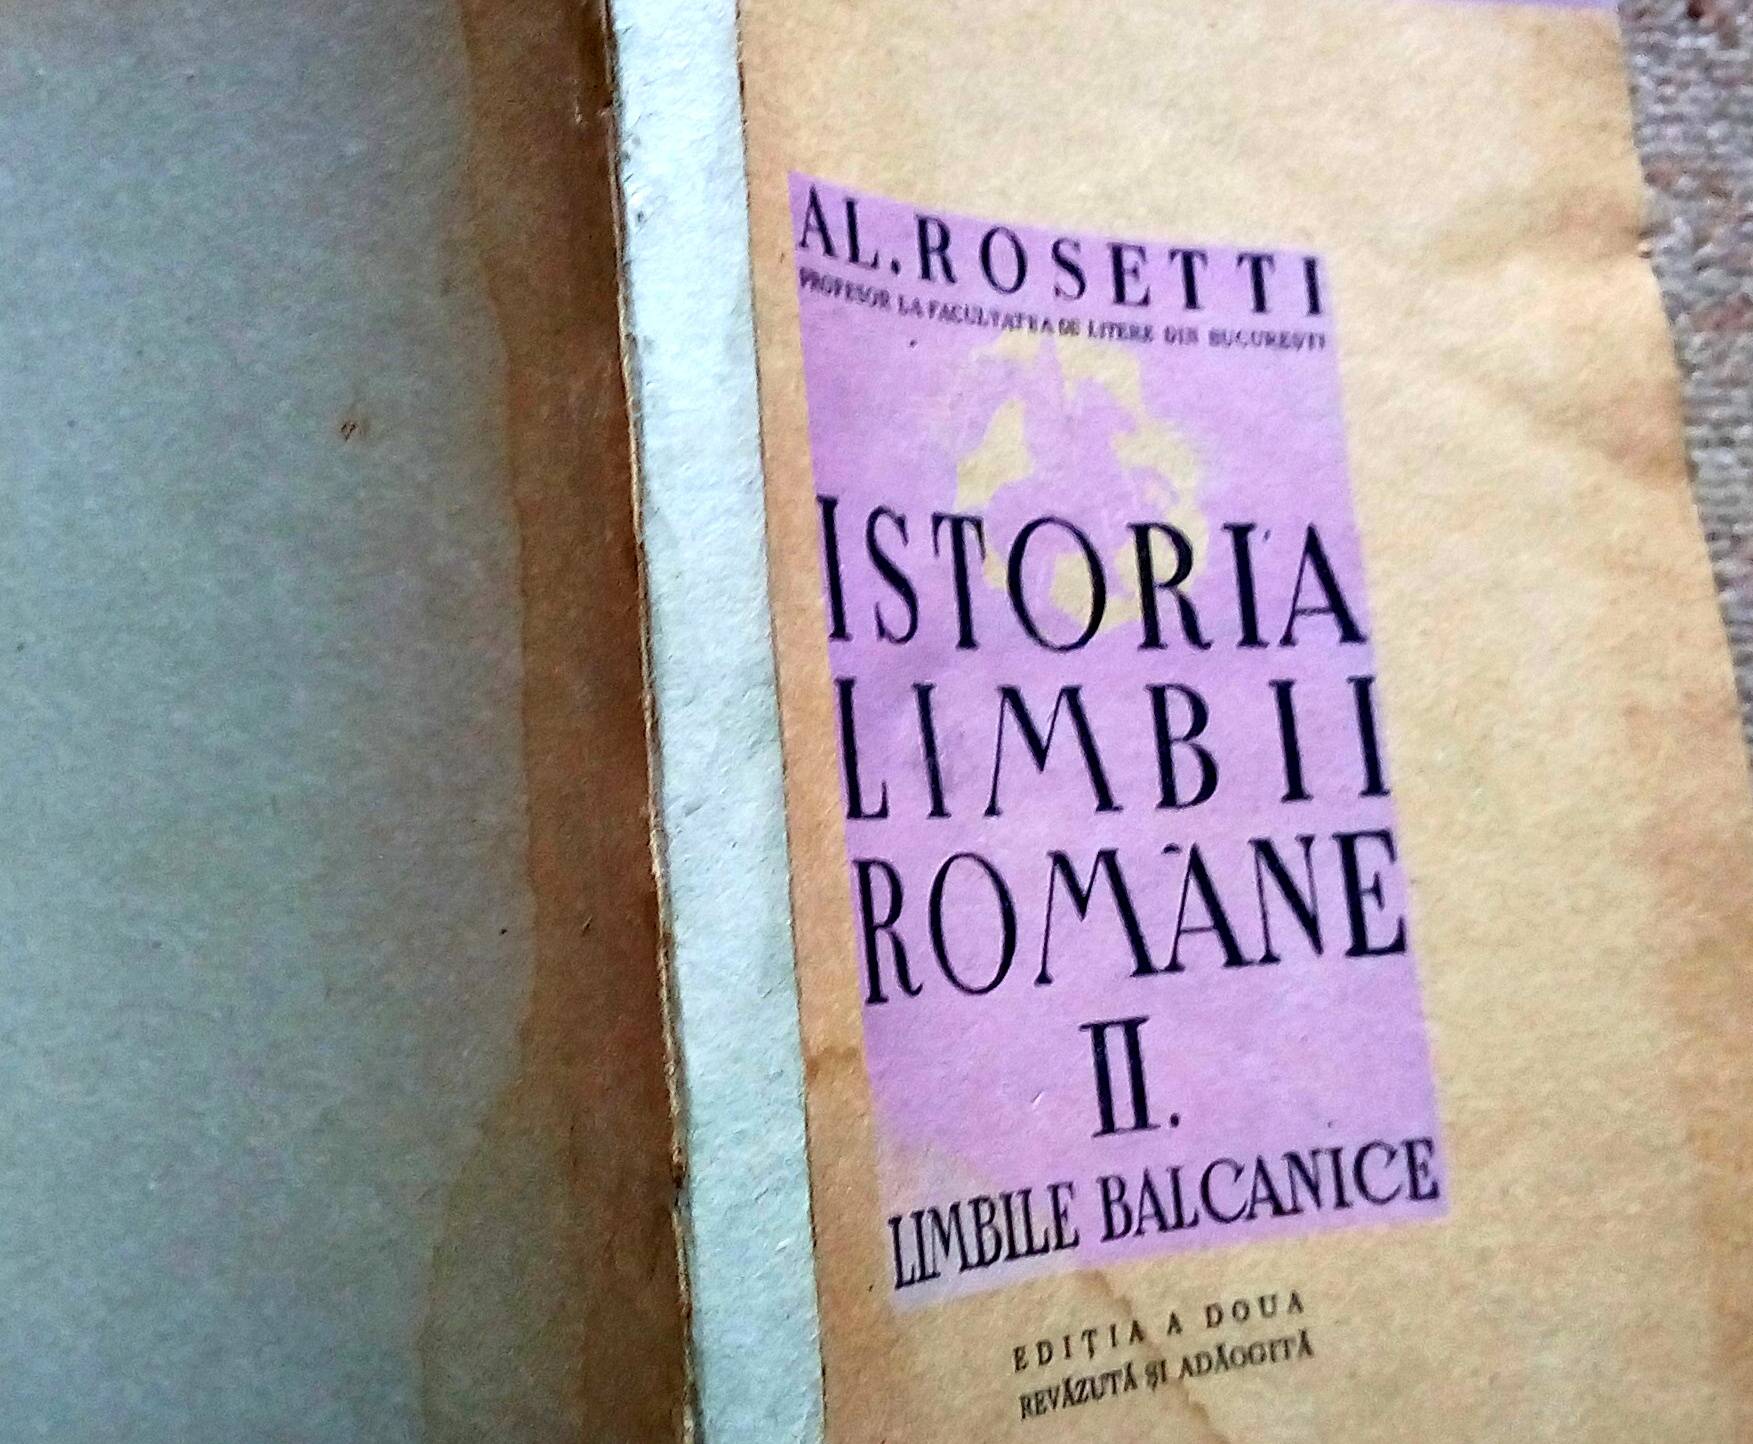 AL. ROSETTI
PROFESOR LA FACULTATEA DE LITERE DIN BUCUREȘTI
ISTORIA
LIMBII
ROMÂNE
II.
LIMBILE BALCANICE
EDIȚIA A DOUA
REVĂZUTĂ ȘI ADĂOGITĂ